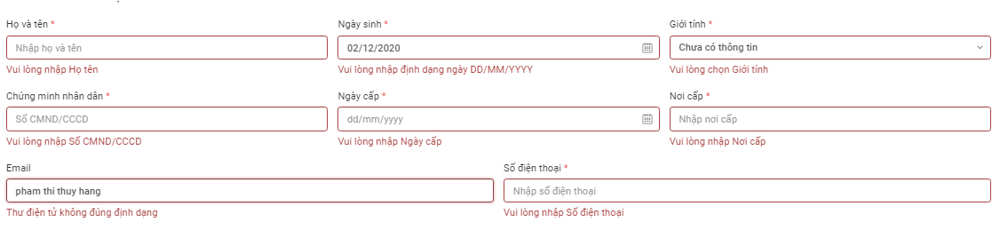 Họ và tên *
Ngày sinh *
Giới tính *
Nhập họ và tên
02/12/2020
Chưa có thông tin
Vui lòng nhập Họ tên
Vui lòng nhập định dạng ngày DD/MM/YYYY
Vui lòng chọn Giới tính
Chứng minh nhân dân *
Ngày cấp *
Nơi cấp *
Số CMND/CCCD
dd/mm/yyyy
Nhập nơi cấp
Vui lòng nhập Số CMND/CCCD
Vui lòng nhập Ngày cấp
Vui lòng nhập Nơi cấp
Email
Số điện thoại *
pham thi thuy hang
Nhập số điện thoại
Thư điện tử không đúng định dạng
Vui lòng nhập Số điện thoại